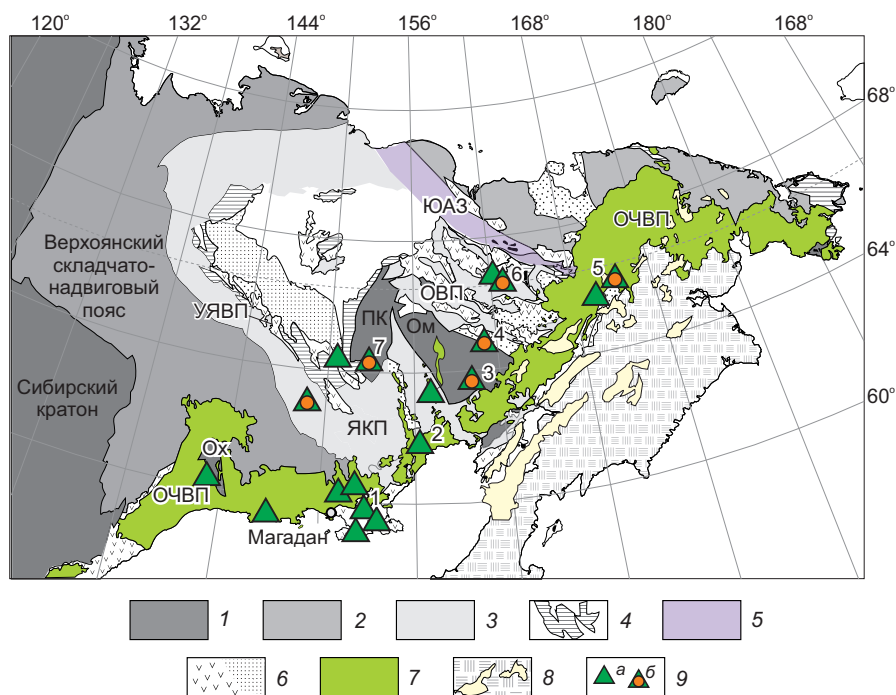 120° 132° 144° 156° 168° 180° 168°
68°
64°
60°
ЮАЗ
ОЧВП
Верхоянский
складчато-
надвиговый
пояс
УЯВП
ОВП
6
5
ПК
Ом
4
7
3
Сибирский
кратон
ЯКП
2
Ох
ОЧВП
1
Магадан
1 2 3 4 5
6 7 8 а б 9